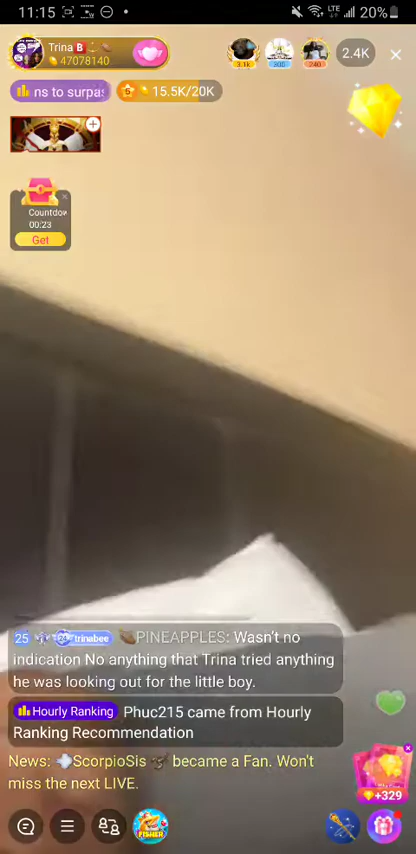 11:15 LTE 20%
Trina B
47078140
3.1k 300 240 2.4K
ns to surpas 15.5K/20K
Countdow
00:23
Get
25 trinabee PINEAPPLES: Wasn't no
indication No anything that Trina tried anything
he was looking out for the little boy.
Hourly Ranking Phuc215 came from Hourly
Ranking Recommendation
News: ScorpioSis became a Fan. Won't
miss the next LIVE.
+329
FISHER